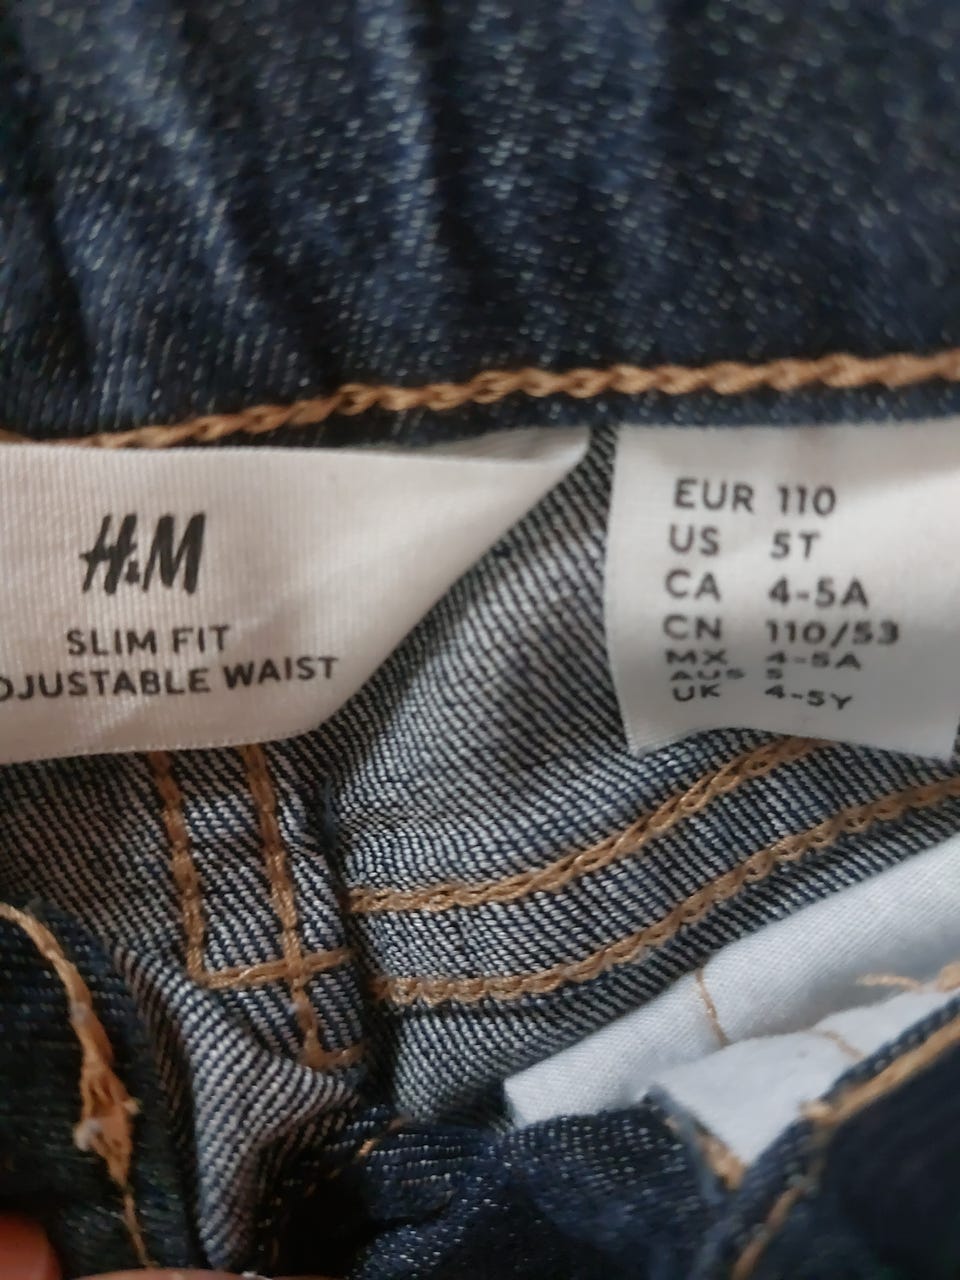 H&M
SLIM FIT
DJUSTABLE WAIST
EUR 110
US 5T
CA 4-5A
CN 110/53
MX 4-5A
AUS 5
UK 4-5Y